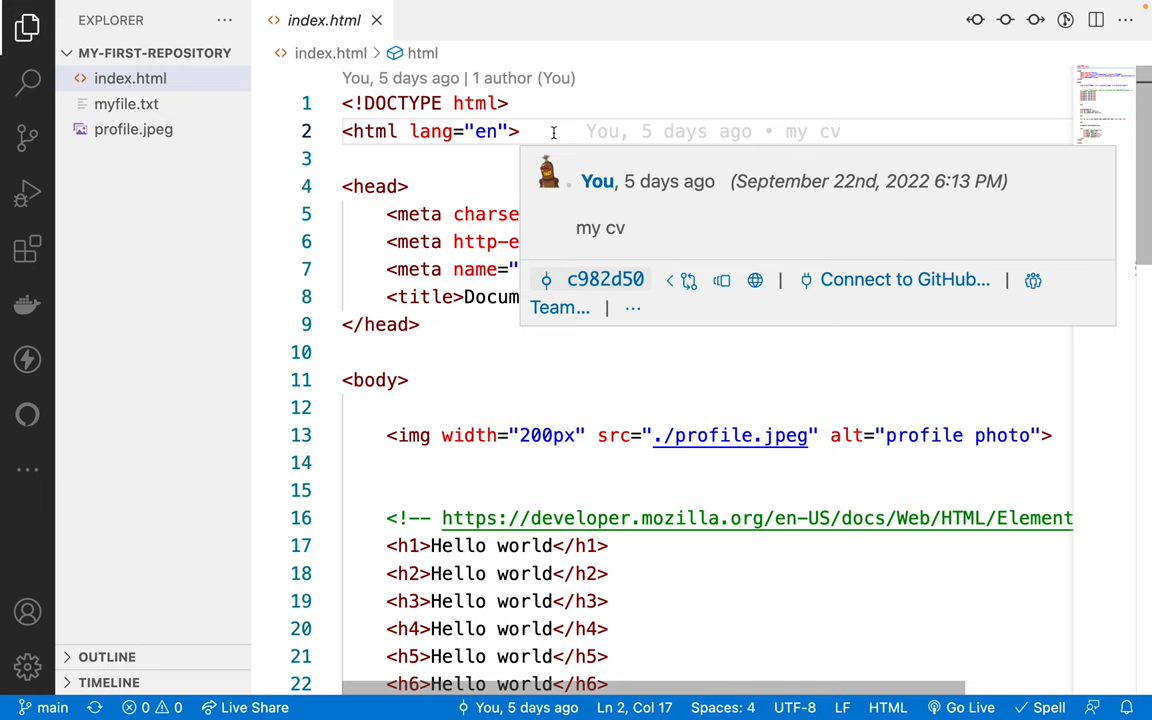 EXPLORER
MY-FIRST-REPOSITORY
index.html
myfile.txt
profile.jpeg
OUTLINE
TIMELINE
index.html
index.html > html
You, 5 days ago | 1 author (You)
1 <!DOCTYPE html>
2 <html lang="en"> You, 5 days ago • my cv
3
4 <head>
5 <meta charse
6 <meta http-e
7 <meta name="
8 <title>Docum
9 </head>
10
11 <body>
12
13 <img width="200px" src="./profile.jpeg" alt="profile photo">
14
15
16 <!-- https://developer.mozilla.org/en-US/docs/Web/HTML/Element
17 <h1>Hello world</h1>
18 <h2>Hello world</h2>
19 <h3>Hello world</h3>
20 <h4>Hello world</h4>
21 <h5>Hello world</h5>
22 <h6>Hello world</h6>
You, 5 days ago (September 22nd, 2022 6:13 PM)
my cv
c982d50 | Connect to GitHub... |
Team... | ...
main 0 0 Live Share You, 5 days ago Ln 2, Col 17 Spaces: 4 UTF-8 LF HTML Go Live Spell